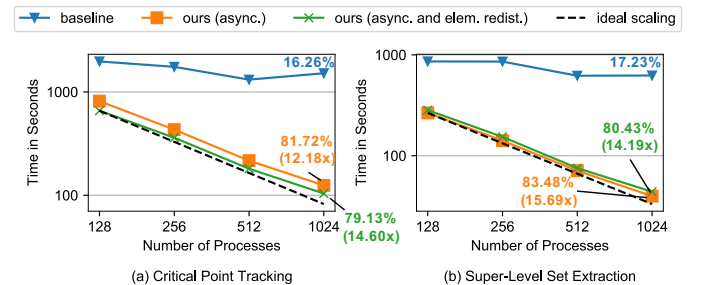 baseline ours (async.) ours (async. and elem. redist.) ideal scaling
Time in Seconds
1000
100
16.26%
81.72%
(12.18x)
79.13%
(14.60x)
128 256 512 1024
Number of Processes
(a) Critical Point Tracking
Time in Seconds
1000
100
17.23%
80.43%
(14.19x)
83.48%
(15.69x)
128 256 512 1024
Number of Processes
(b) Super-Level Set Extraction